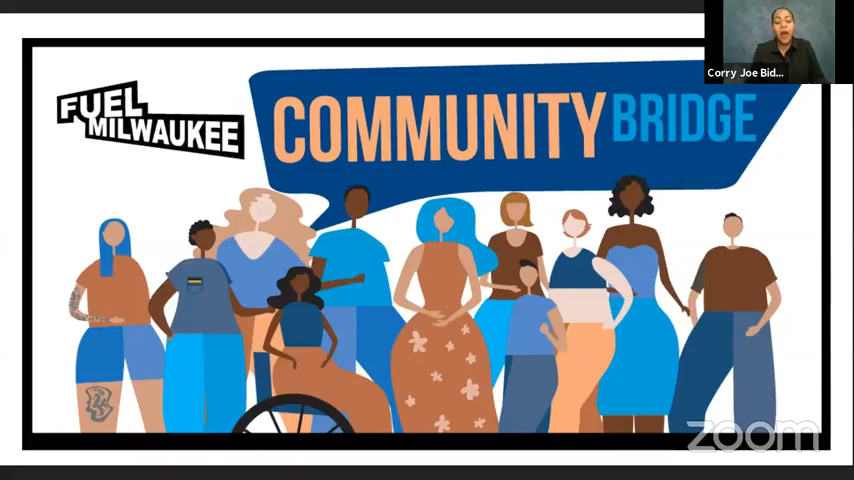 FUEL
MILWAUKEE
COMMUNITY BRIDGE
Corry Joe Bid...
zoom